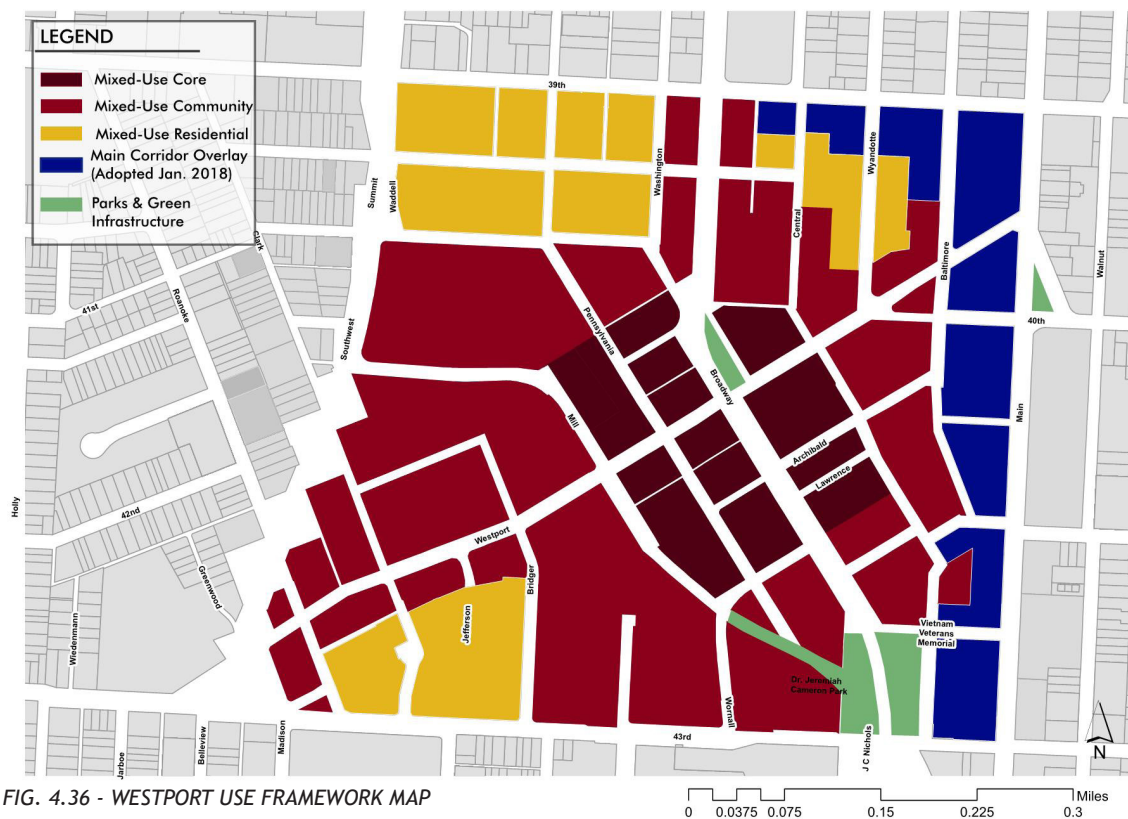 LEGEND
Mixed-Use Core
Mixed-Use Community
Mixed-Use Residential
Main Corridor Overlay
(Adopted Jan. 2018)
Parks & Green
Infrastructure
39th
Summit
Waddell
Washington
Wyandotte
Central
Clark
Baltimore
Walnut
41st
Roanoke
Southwest
Pennsylvania
40th
Broadway
Main
Mill
Archibald
Lawrence
Holly
42nd
Westport
Greenwood
Bridger
Jefferson
Wiedenmann
Vietnam
Veterans
Memorial
Dr. Jeremiah
Cameron Park
Wornall
Madison
Belleview
Jarboe
43rd
J C Nichols
N
FIG. 4.36 - WESTPORT USE FRAMEWORK MAP
Miles
0 0.0375 0.075 0.15 0.225 0.3